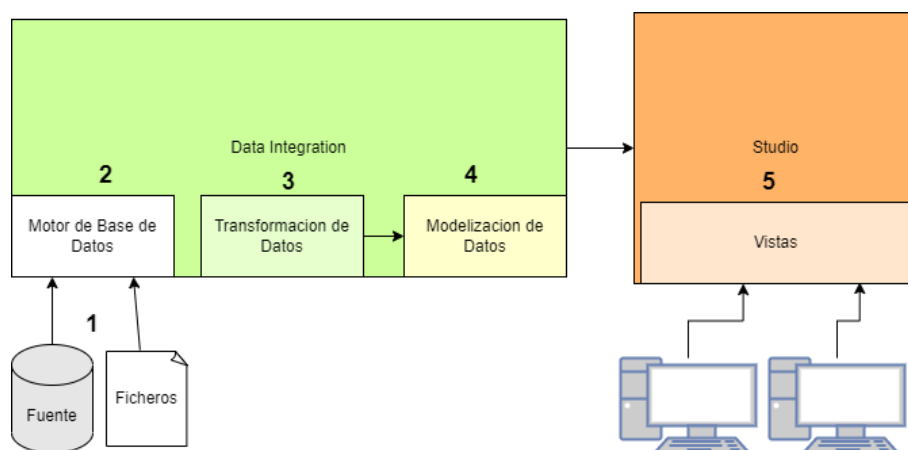 Data Integration
Studio
2
3
4
5
Motor de Base de
Datos
Transformacion de
Datos
Modelizacion de
Datos
Vistas
1
Fuente
Ficheros